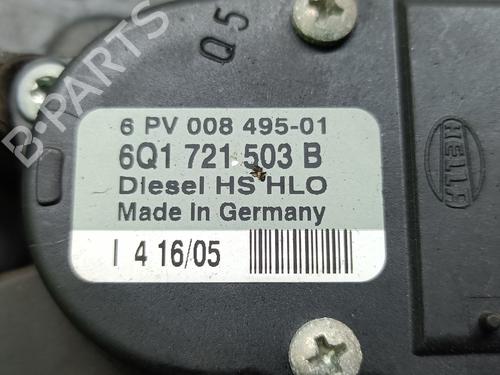 B-PARTS
Q5
6 PV 008 495-01
6Q1 721 503 B
Diesel HS HLO
Made in Germany
I 4 16/05
HELLA